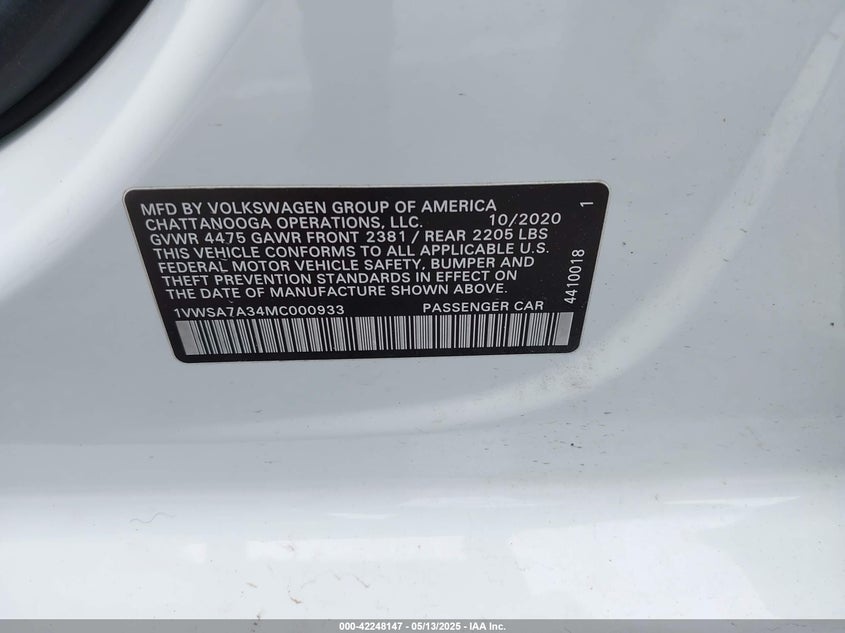 MFD BY VOLKSWAGEN GROUP OF AMERICA
CHATTANOOGA OPERATIONS, LLC. 10/2020 1
GVWR 4475 GAWR FRONT 2381 / REAR 2205 LBS
THIS VEHICLE CONFORMS TO ALL APPLICABLE U.S.
FEDERAL MOTOR VEHICLE SAFETY, BUMPER AND
THEFT PREVENTION STANDARDS IN EFFECT ON
THE DATE OF MANUFACTURE SHOWN ABOVE.
1VWSA7A34MC000933 PASSENGER CAR
4410018
000-42248147 - 05/13/2025 - IAA Inc.